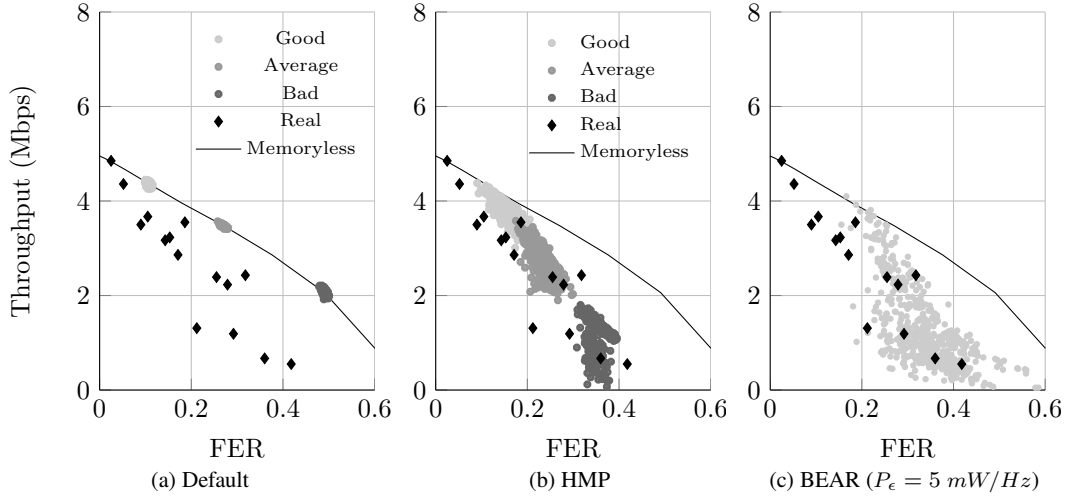 8
6
4
2
0
0
0.2
0.4
0.6
Throughput (Mbps)
FER
Good
Average
Bad
Real
Memoryless
(a) Default
8
6
4
2
0
0
0.2
0.4
0.6
FER
Good
Average
Bad
Real
Memoryless
(b) HMP
8
6
4
2
0
0
0.2
0.4
0.6
FER
(c) BEAR (P_ϵ = 5 mW/Hz)